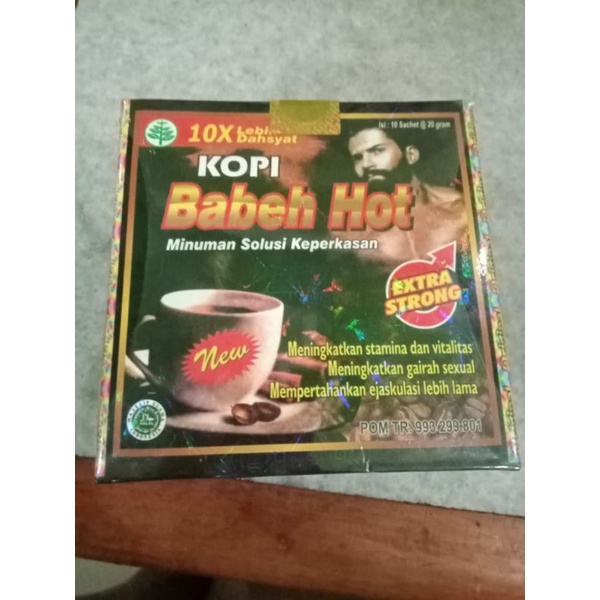 Isi : 10 Sachet @ 20 gram
10X Lebih Dahsyat
KOPI
Babeh Hot
Minuman Solusi Keperkasan
EXTRA
STRONG
New
Meningkatkan stamina dan vitalitas
Meningkatkan gairah sexual
Mempertahankan ejaskulasi lebih lama
POM TR. 993 299 801